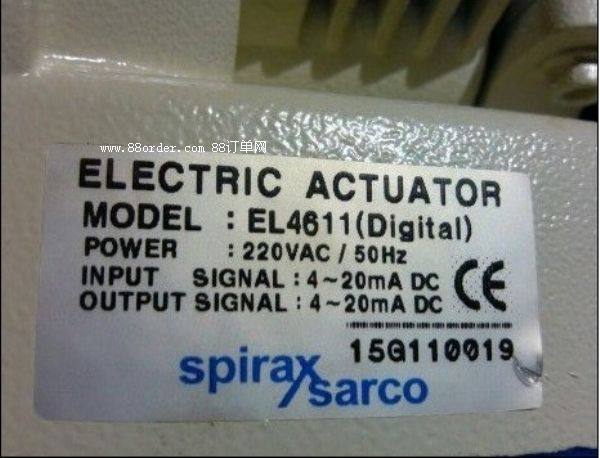 www.88order.com 88订单网
ELECTRIC ACTUATOR
MODEL : EL4611(Digital)
POWER : 220VAC / 50Hz
INPUT SIGNAL : 4~20mA DC
OUTPUT SIGNAL : 4~20mA DC
CE
15G110019
spirax
sarco